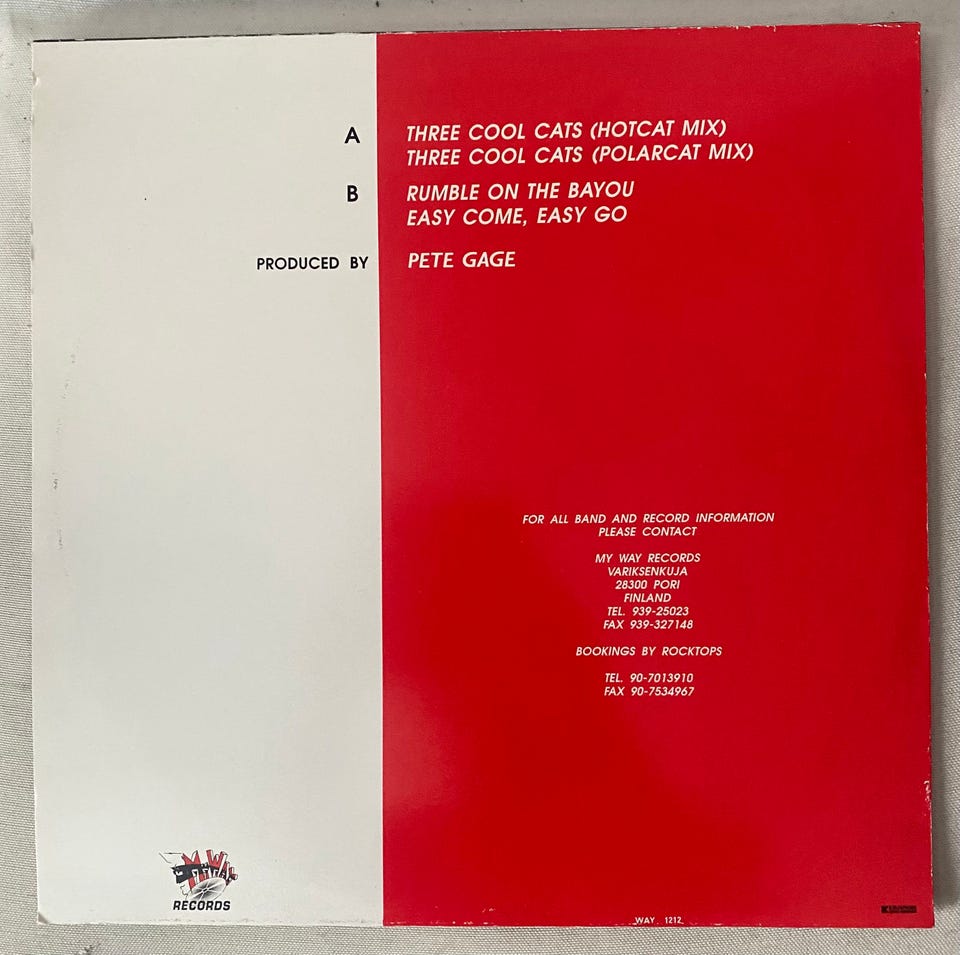 A THREE COOL CATS (HOTCAT MIX)
THREE COOL CATS (POLARCAT MIX)
B RUMBLE ON THE BAYOU
EASY COME, EASY GO
PRODUCED BY PETE GAGE
FOR ALL BAND AND RECORD INFORMATION
PLEASE CONTACT
MY WAY RECORDS
VARIKSENKUJA
28300 PORI
FINLAND
TEL. 939-25023
FAX 939-327148
BOOKINGS BY ROCKTOPS
TEL. 90-7013910
FAX 90-7534967
MY WAY
RECORDS
WAY 1212